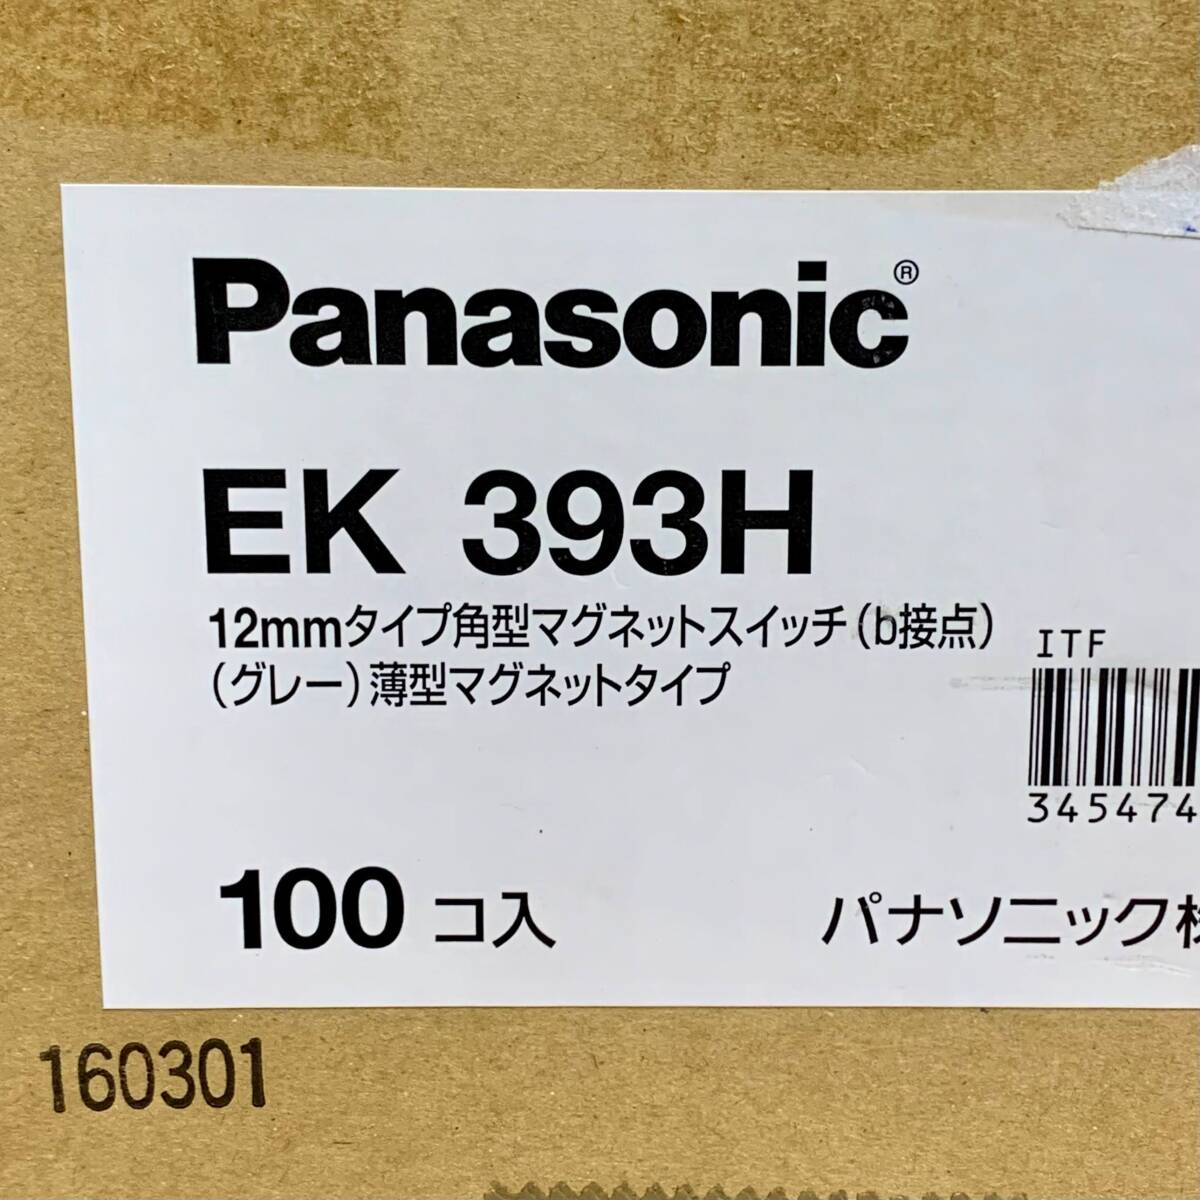 Panasonic®
EK 393H
12mmタイプ角型マグネットスイッチ(b接点)
(グレー)薄型マグネットタイプ
ITF
345474
100 コ入
パナソニック株
160301